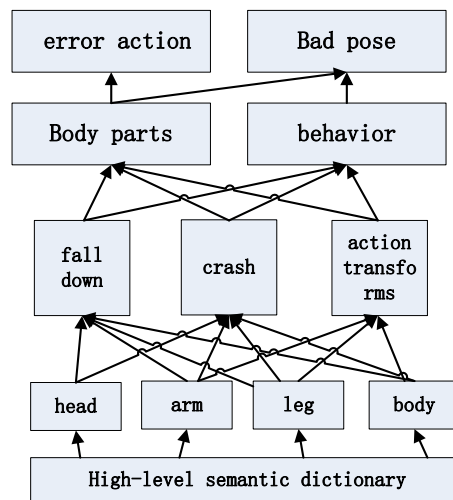 error action
Bad pose
Body parts
behavior
fall
down
crash
action
transfo
rms
head
arm
leg
body
High-level semantic dictionary